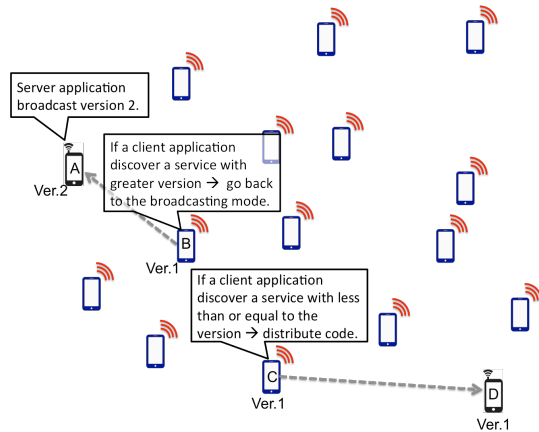 Server application
broadcast version 2.
A
Ver.2
If a client application
discover a service with
greater version → go back
to the broadcasting mode.
B
Ver.1
If a client application
discover a service with less
than or equal to the
version → distribute code.
C
Ver.1
D
Ver.1